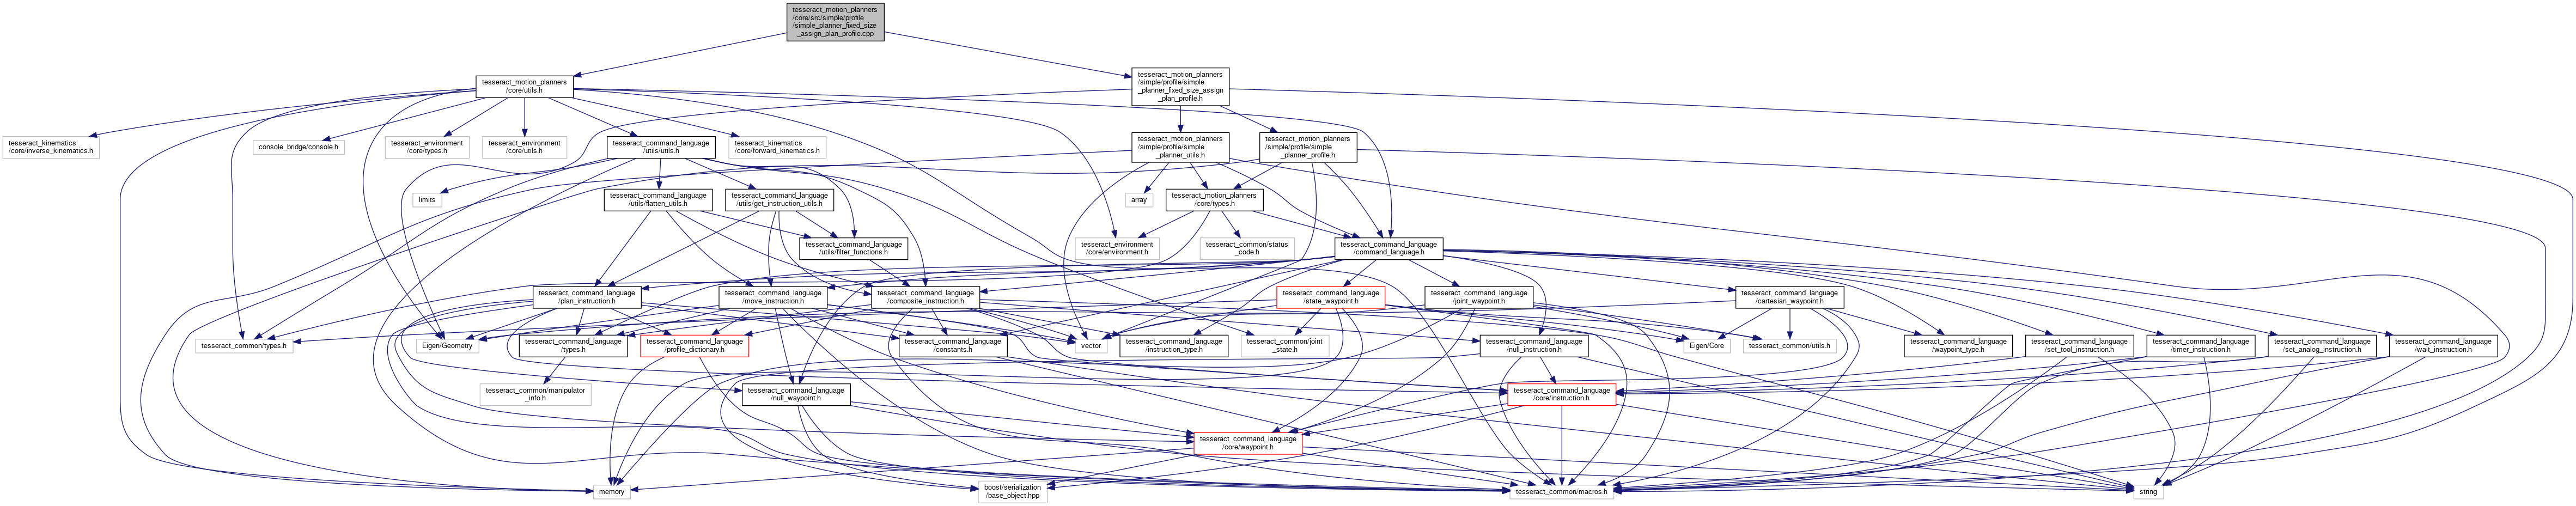 tesseract_motion_planners
/core/src/simple/profile
/simple_planner_fixed_size
_assign_plan_profile.cpp
tesseract_motion_planners
/core/utils.h
tesseract_motion_planners
/simple/profile/simple
_planner_fixed_size_assign
_plan_profile.h
tesseract_kinematics
/core/inverse_kinematics.h
console_bridge/console.h
tesseract_environment
/core/types.h
tesseract_environment
/core/utils.h
tesseract_command_language
/utils/utils.h
tesseract_kinematics
/core/forward_kinematics.h
tesseract_motion_planners
/simple/profile/simple
_planner_utils.h
tesseract_motion_planners
/simple/profile/simple
_planner_profile.h
limits
tesseract_command_language
/utils/flatten_utils.h
tesseract_command_language
/utils/get_instruction_utils.h
array
tesseract_motion_planners
/core/types.h
tesseract_command_language
/utils/filter_functions.h
tesseract_environment
/core/environment.h
tesseract_common/status
_code.h
tesseract_command_language
/command_language.h
tesseract_command_language
/plan_instruction.h
tesseract_command_language
/move_instruction.h
tesseract_command_language
/composite_instruction.h
tesseract_command_language
/state_waypoint.h
tesseract_command_language
/joint_waypoint.h
tesseract_command_language
/cartesian_waypoint.h
tesseract_common/types.h
Eigen/Geometry
tesseract_command_language
/types.h
tesseract_command_language
/profile_dictionary.h
tesseract_command_language
/constants.h
vector
tesseract_command_language
/instruction_type.h
tesseract_common/joint
_state.h
tesseract_command_language
/null_instruction.h
Eigen/Core
tesseract_common/utils.h
tesseract_command_language
/waypoint_type.h
tesseract_command_language
/set_tool_instruction.h
tesseract_command_language
/timer_instruction.h
tesseract_command_language
/set_analog_instruction.h
tesseract_command_language
/wait_instruction.h
tesseract_common/manipulator
_info.h
tesseract_command_language
/null_waypoint.h
tesseract_command_language
/core/instruction.h
tesseract_command_language
/core/waypoint.h
memory
boost/serialization
/base_object.hpp
tesseract_common/macros.h
string